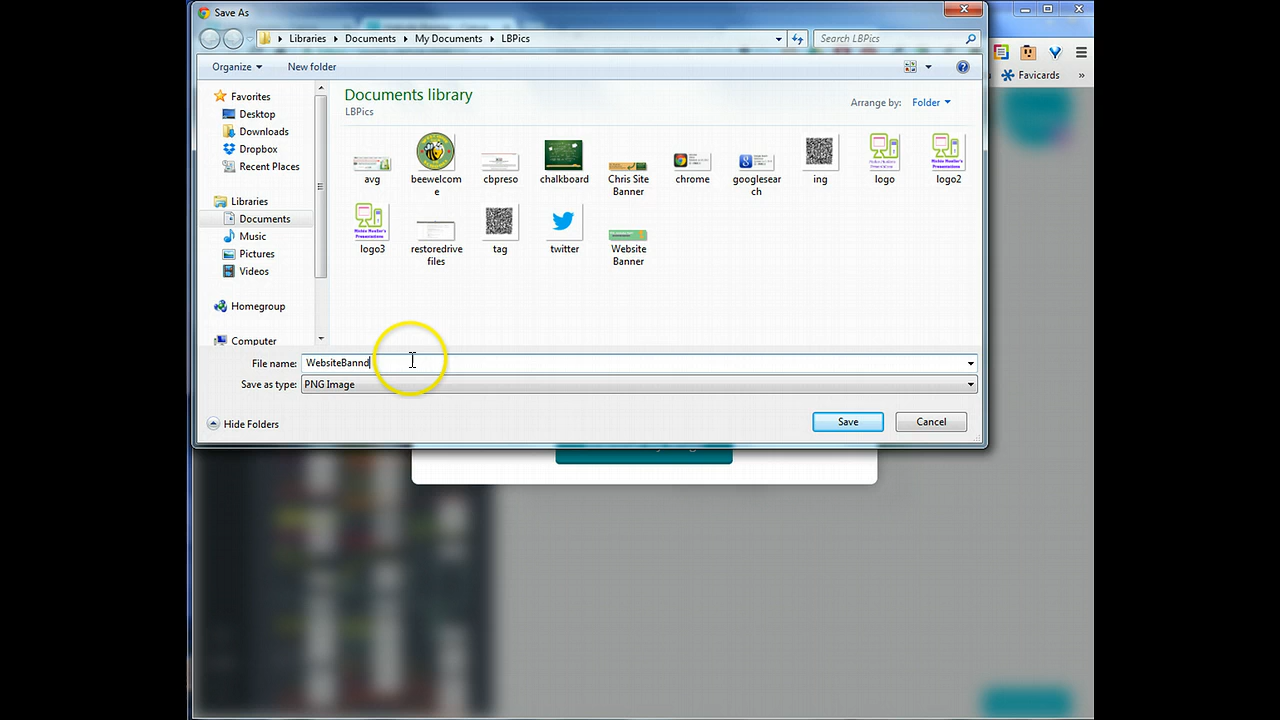 Save As
Libraries Documents My Documents LBPics
Search LBPics
Organize New folder
Favorites
Desktop
Downloads
Dropbox
Recent Places
Libraries
Documents
Music
Pictures
Videos
Homegroup
Computer
Documents library
LBPics
Arrange by: Folder
avg
beewelcom
e
cbpreso
chalkboard
Chris Site
Banner
chrome
googlesear
ch
ing
logo
logo2
logo3
restoredrive
files
tag
twitter
Website
Banner
File name: WebsiteBannd
Save as type: PNG Image
Hide Folders
Save
Cancel
Favicards »